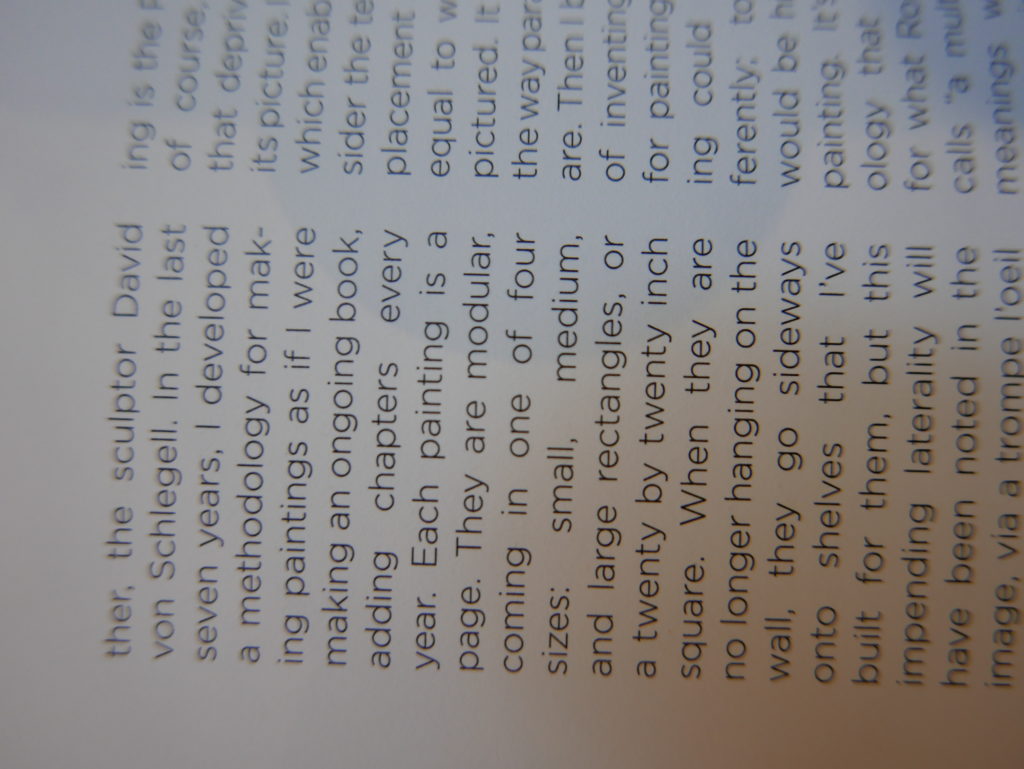 ther, the sculptor David
von Schlegell. In the last
seven years, I developed
a methodology for mak-
ing paintings as if I were
making an ongoing book,
adding chapters every
year. Each painting is a
page. They are modular,
coming in one of four
sizes: small, medium,
and large rectangles, or
a twenty by twenty inch
square. When they are
no longer hanging on the
wall, they go sideways
onto shelves that I've
built for them, but this
impending laterality will
have been noted in the
image, via a trompe l'oeil
ing is the
of course,
that
its picture.
which
sider the
placement
equal to
pictured. It
the way
are. Then I
of inventing
for painting
ing could
ferently: to
would be
painting. It's
ology that
for what
calls "a
meanings